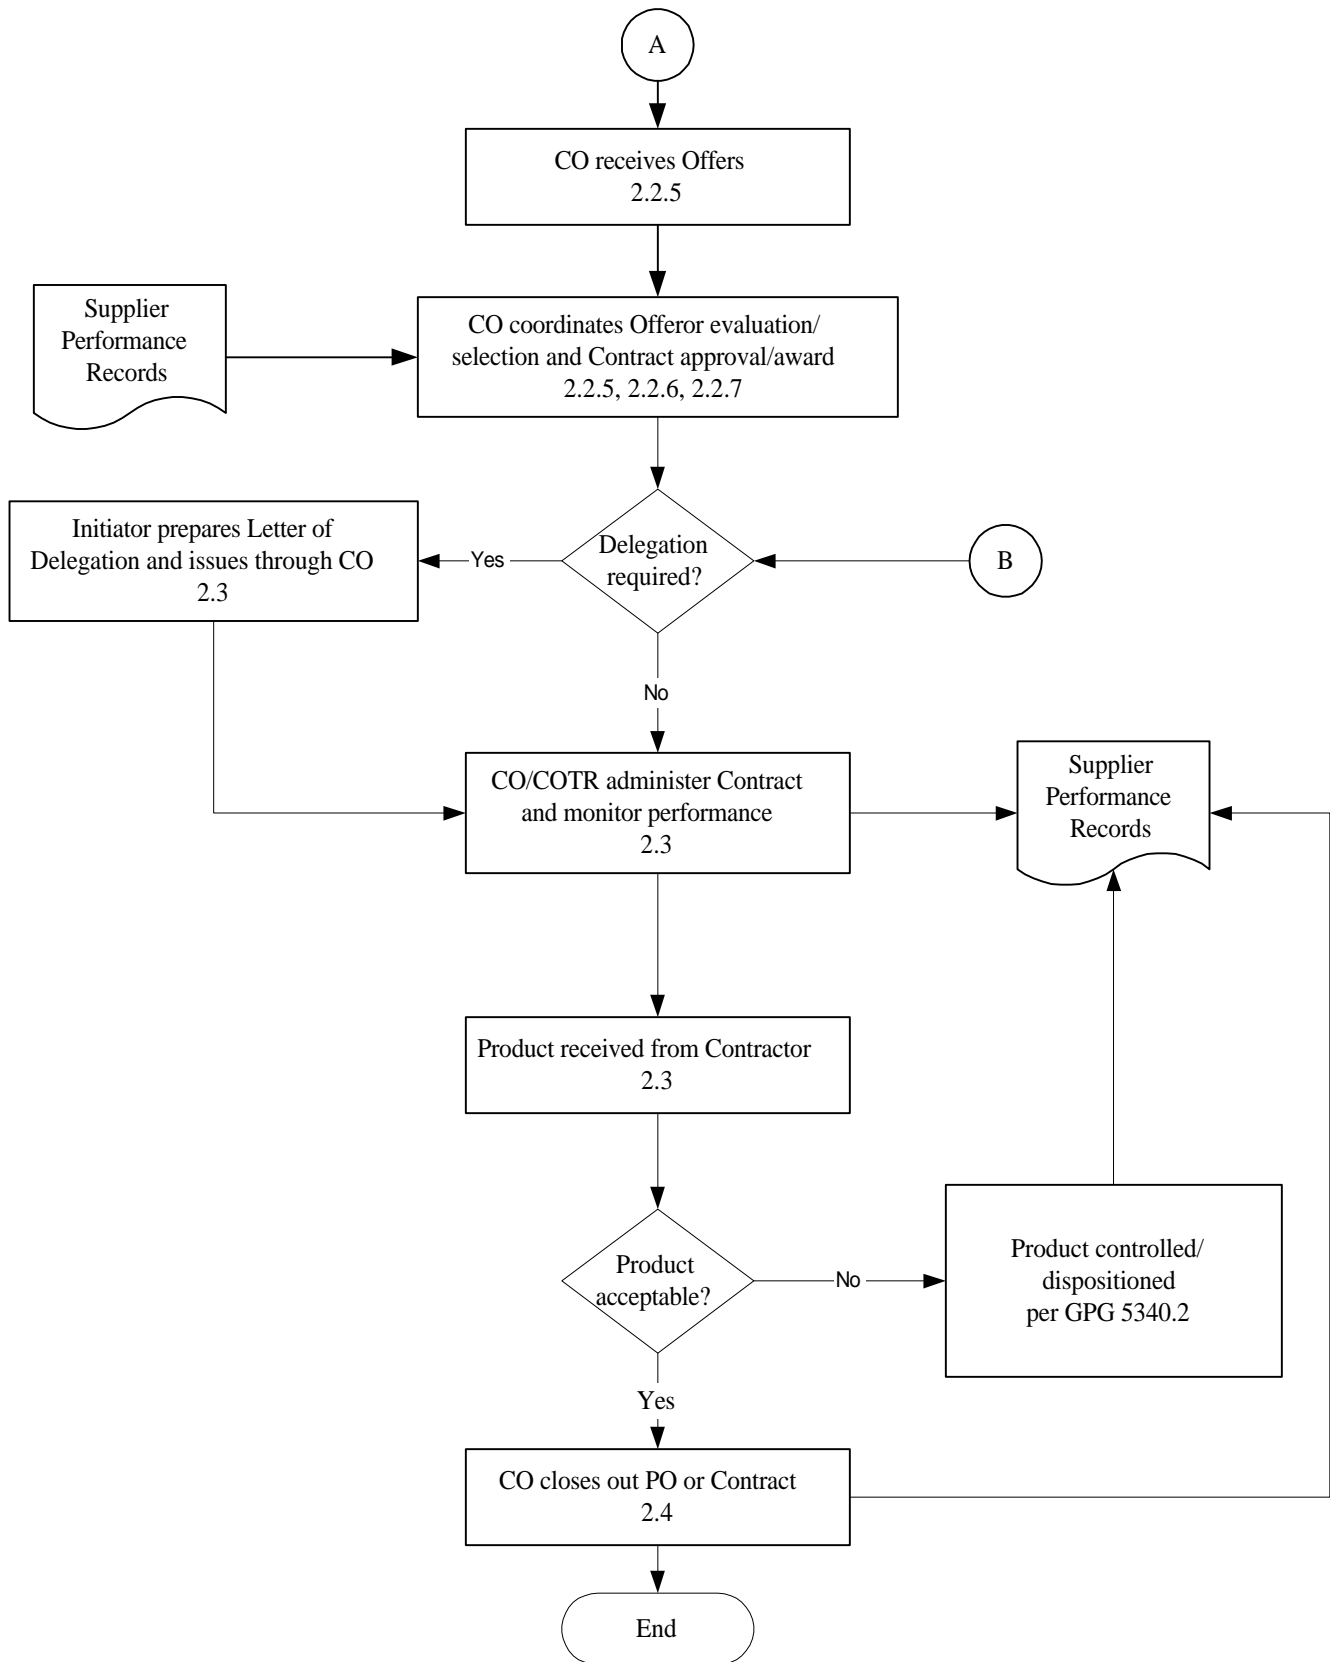 A
CO receives Offers
2.2.5
Supplier
Performance
Records
CO coordinates Offeror evaluation/
selection and Contract approval/award
2.2.5, 2.2.6, 2.2.7
Initiator prepares Letter of
Delegation and issues through CO
2.3
Yes
Delegation
required?
B
No
CO/COTR administer Contract
and monitor performance
2.3
Supplier
Performance
Records
Product received from Contractor
2.3
Product
acceptable?
No
Product controlled/
dispositioned
per GPG 5340.2
Yes
CO closes out PO or Contract
2.4
End